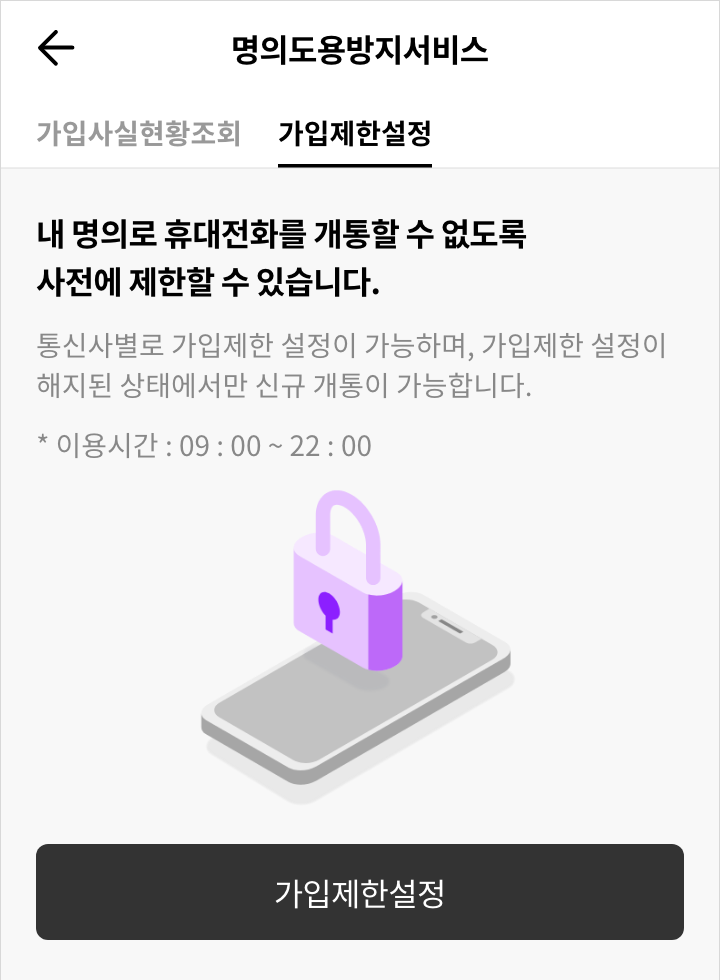 명의도용방지서비스
가입사실현황조회 가입제한설정
내 명의로 휴대전화를 개통할 수 없도록
사전에 제한할 수 있습니다.
통신사별로 가입제한 설정이 가능하며, 가입제한 설정이
해지된 상태에서만 신규 개통이 가능합니다.
* 이용시간 : 09 : 00 ~ 22 : 00
가입제한설정